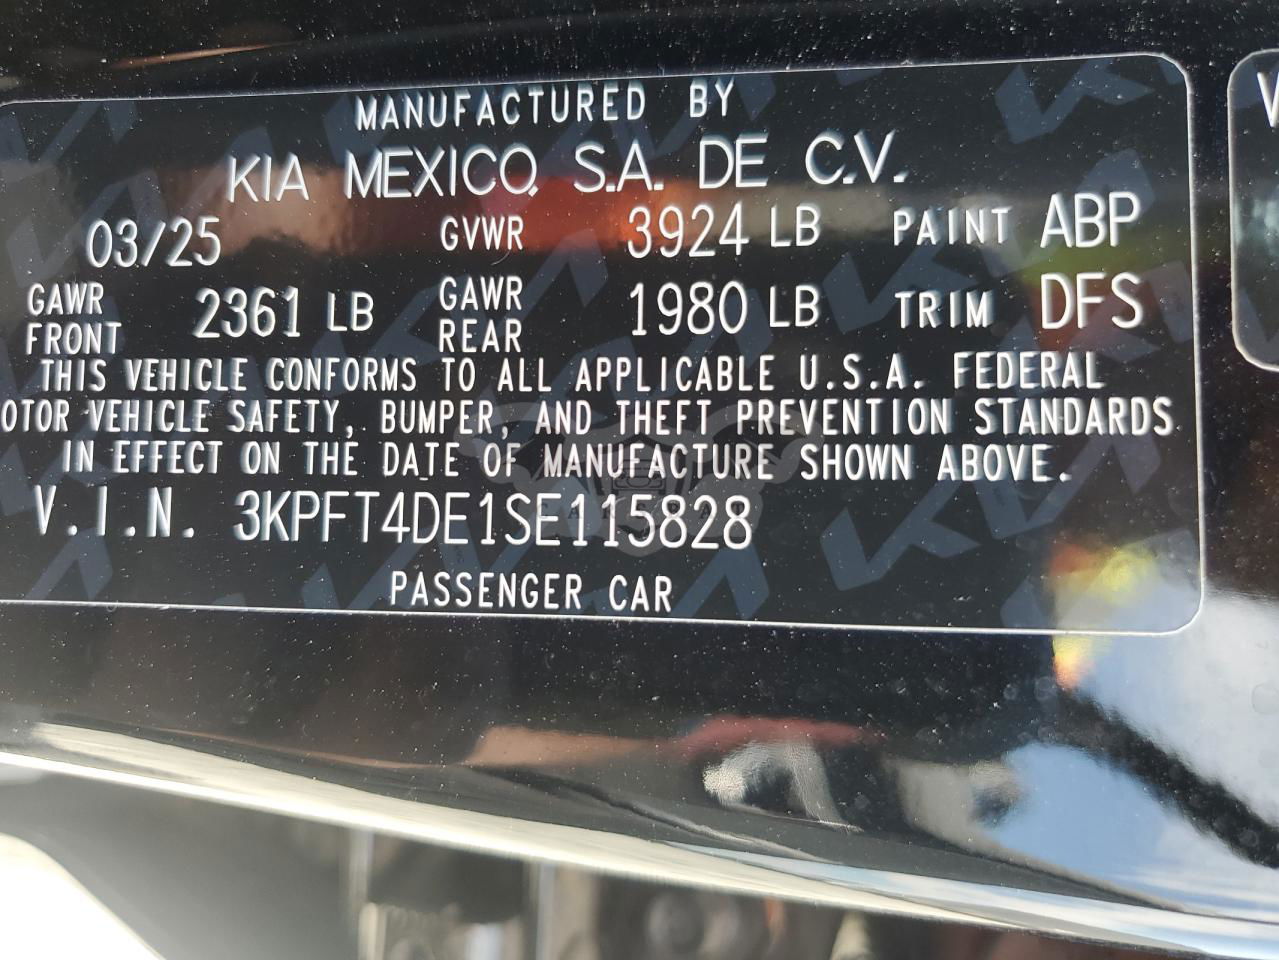 MANUFACTURED BY
KIA MEXICO, S.A. DE C.V.
03/25 GVWR 3924 LB PAINT ABP
GAWR FRONT 2361 LB GAWR REAR 1980 LB TRIM DFS
THIS VEHICLE CONFORMS TO ALL APPLICABLE U.S.A. FEDERAL
OTOR VEHICLE SAFETY, BUMPER, AND THEFT PREVENTION STANDARDS
IN EFFECT ON THE DATE OF MANUFACTURE SHOWN ABOVE.
V.I.N. 3KPFT4DE1SE115828
PASSENGER CAR
V